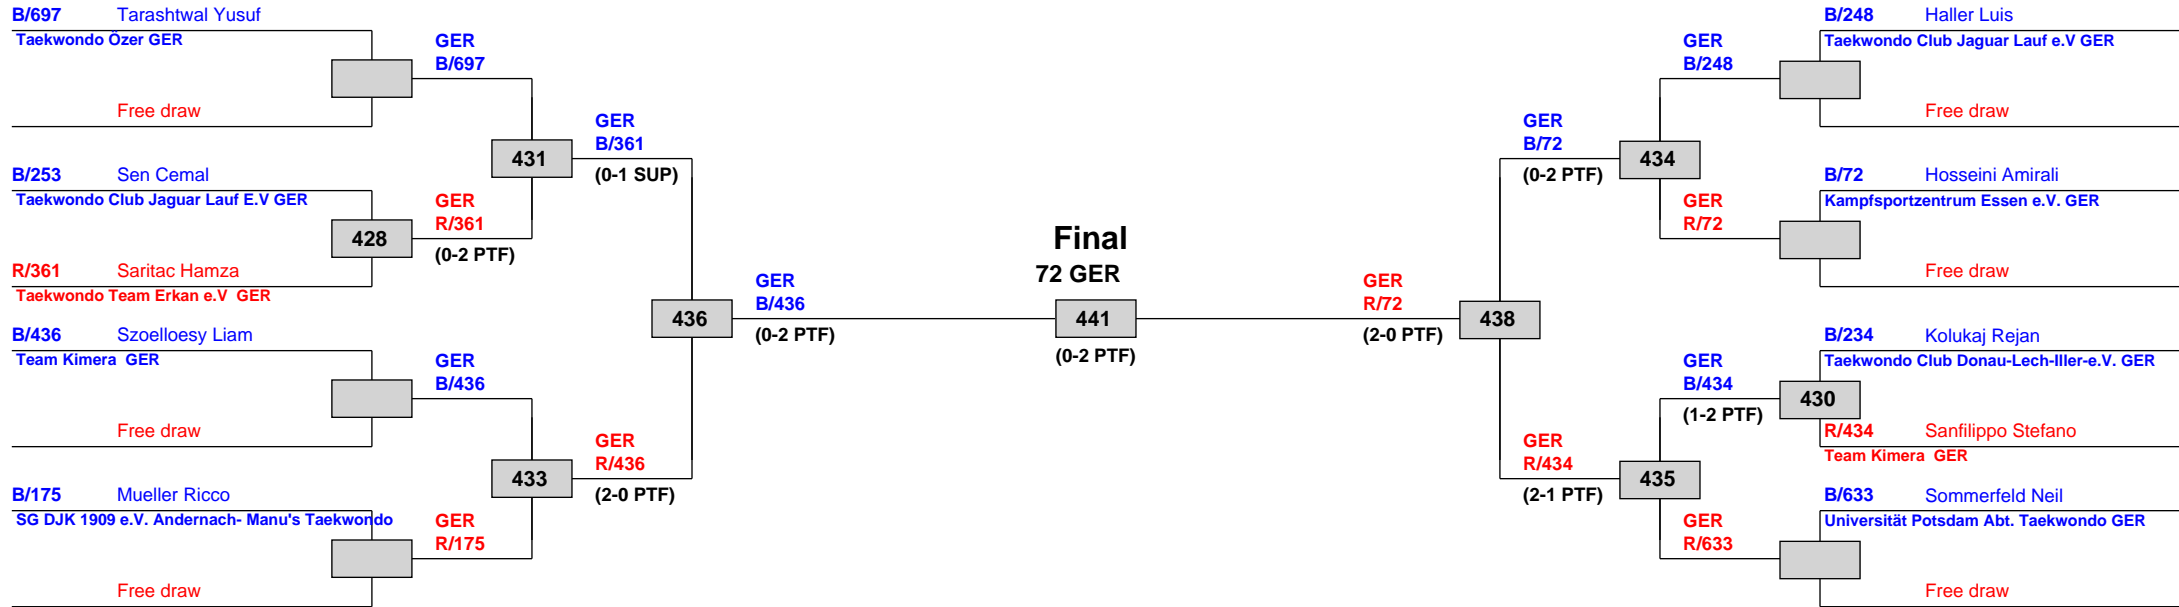 B/697 Tarashtwal Yusuf
Taekwondo Özer GER
Free draw
B/253 Sen Cemal
Taekwondo Club Jaguar Lauf E.V GER
R/361 Saritac Hamza
Taekwondo Team Erkan e.V GER
B/436 Szoelloesy Liam
Team Kimera GER
Free draw
B/175 Mueller Ricco
SG DJK 1909 e.V. Andernach- Manu's Taekwondo
Free draw
GER
B/697
428
GER
R/361
(0-2 PTF)
GER
B/436
GER
R/175
431
GER
B/361
(0-1 SUP)
433
GER
R/436
(2-0 PTF)
436
GER
B/436
(0-2 PTF)
Final
72 GER
441
(0-2 PTF)
GER
R/72
(2-0 PTF)
438
GER
B/72
(0-2 PTF)
434
GER
R/434
(2-1 PTF)
435
GER
B/248
GER
R/72
GER
B/434
(1-2 PTF)
430
GER
R/633
B/248 Haller Luis
Taekwondo Club Jaguar Lauf e.V GER
Free draw
B/72 Hosseini Amirali
Kampfsportzentrum Essen e.V. GER
Free draw
B/234 Kolukaj Rejan
Taekwondo Club Donau-Lech-Iller-e.V. GER
R/434 Sanfilippo Stefano
Team Kimera GER
B/633 Sommerfeld Neil
Universität Potsdam Abt. Taekwondo GER
Free draw